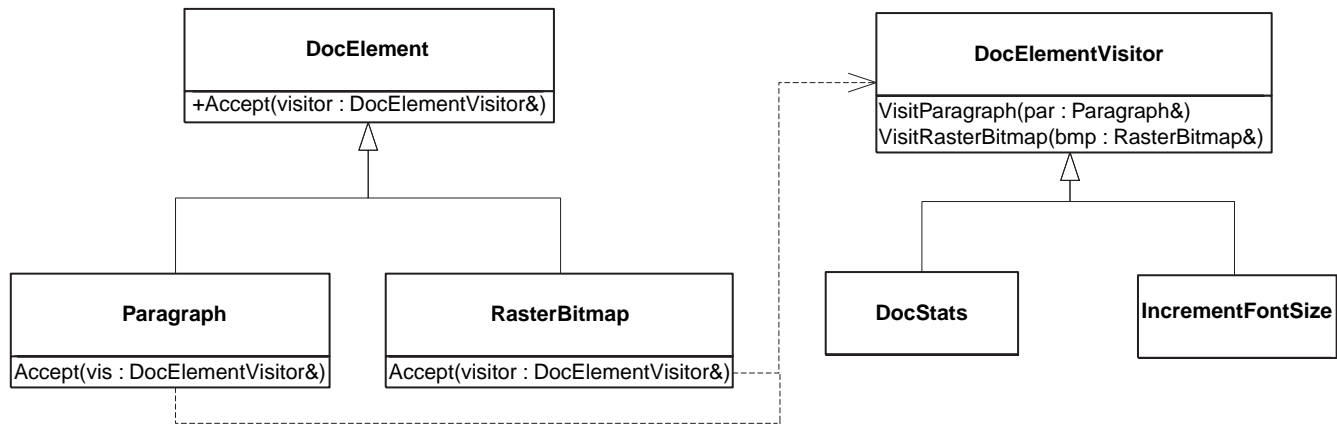 DocElement
+Accept(visitor : DocElementVisitor&)
DocElementVisitor
VisitParagraph(par : Paragraph&)
VisitRasterBitmap(bmp : RasterBitmap&)
Paragraph
Accept(vis : DocElementVisitor&)
RasterBitmap
Accept(visitor : DocElementVisitor&)
DocStats
IncrementFontSize